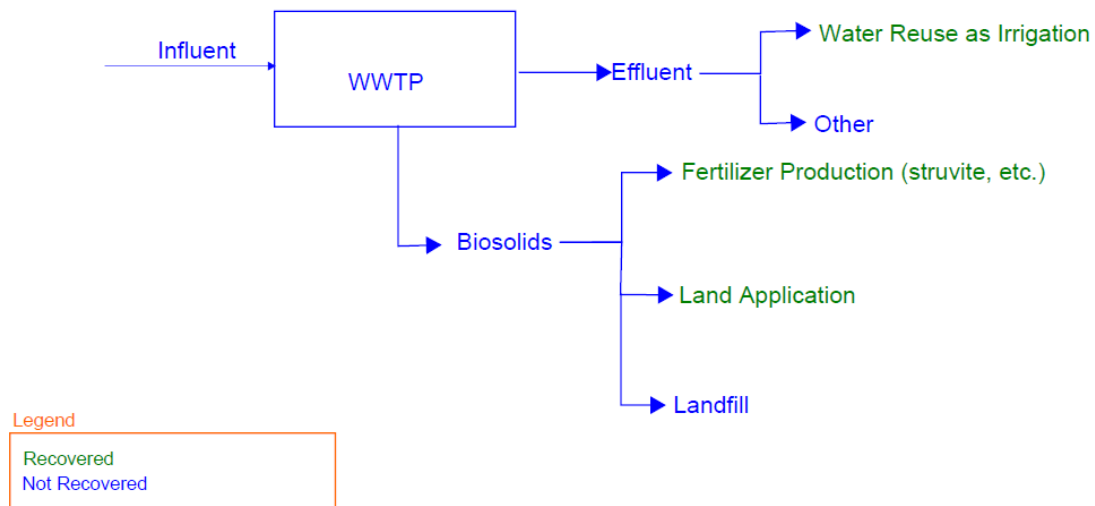 Influent
WWTP
Effluent
Water Reuse as Irrigation
Other
Fertilizer Production (struvite, etc.)
Biosolids
Land Application
Landfill
Legend
Recovered
Not Recovered